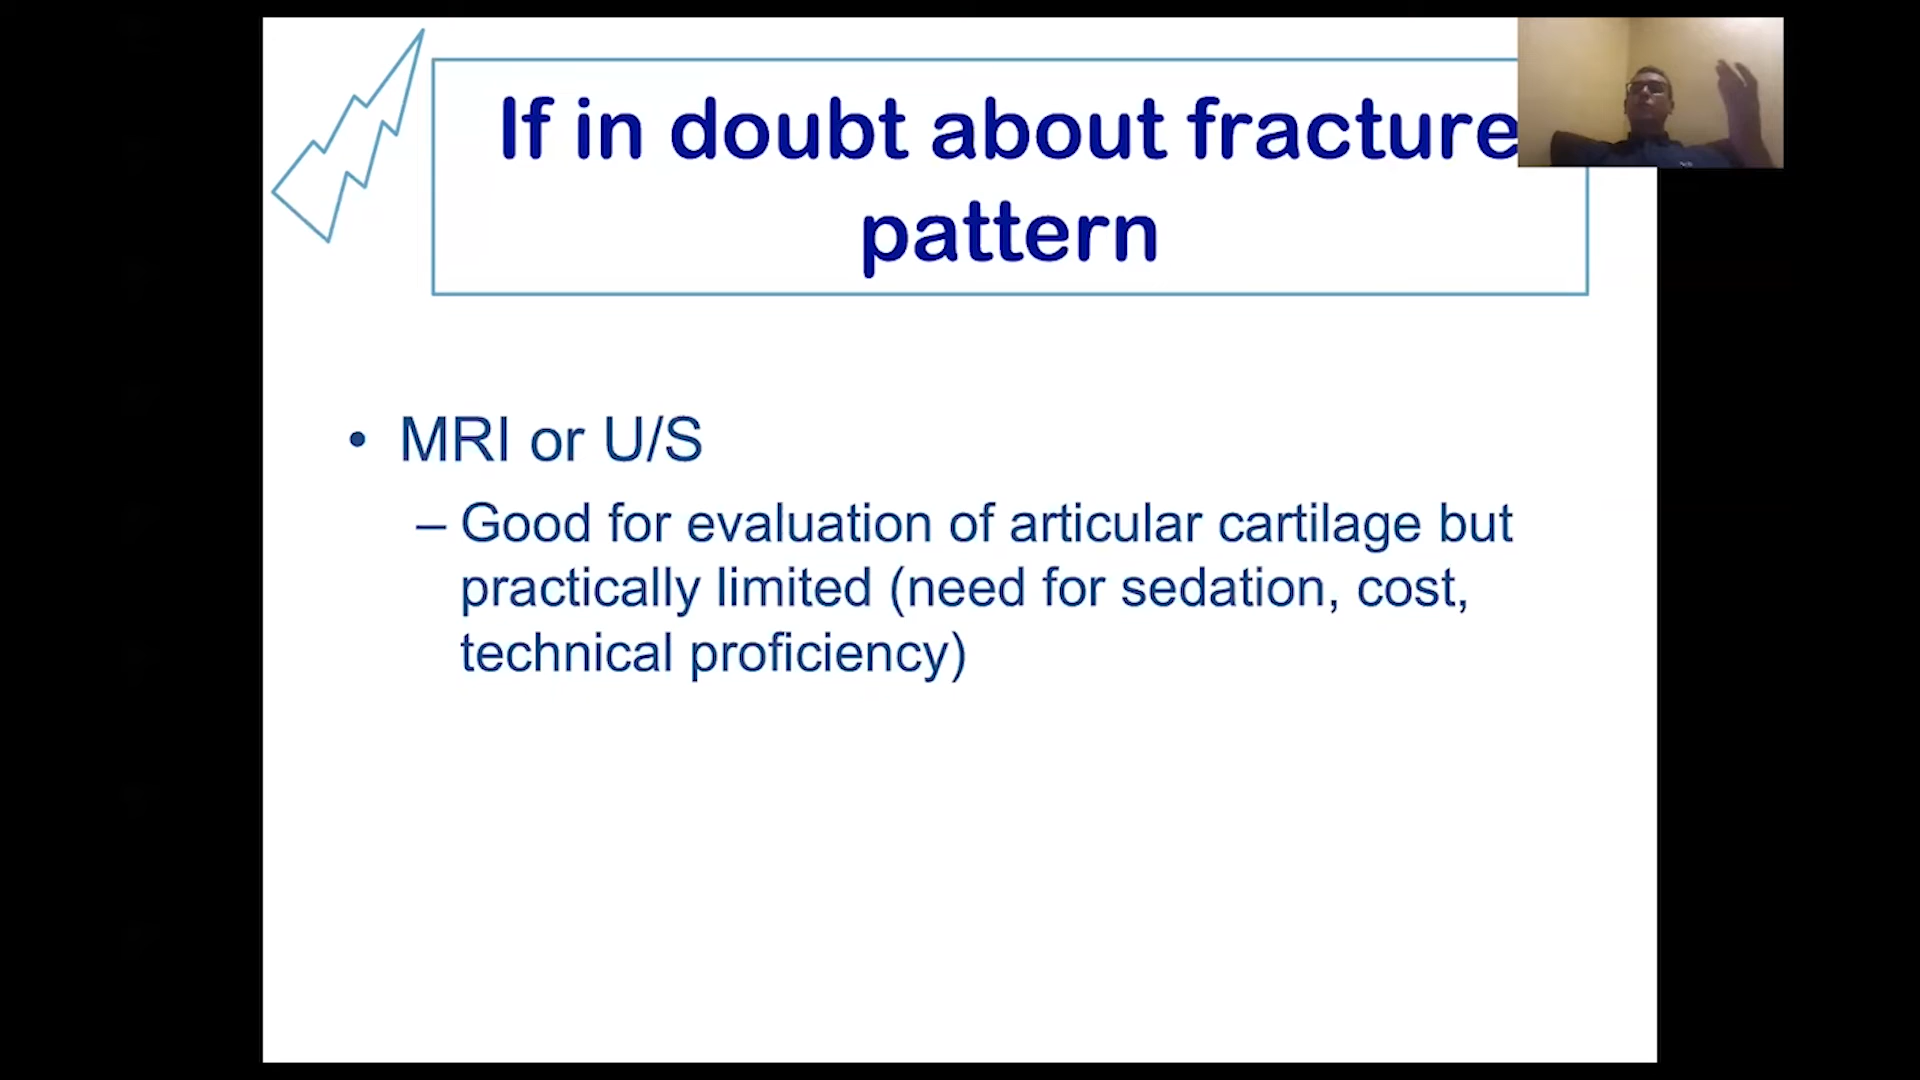 If in doubt about fracture
pattern
• MRI or U/S
– Good for evaluation of articular cartilage but
practically limited (need for sedation, cost,
technical proficiency)